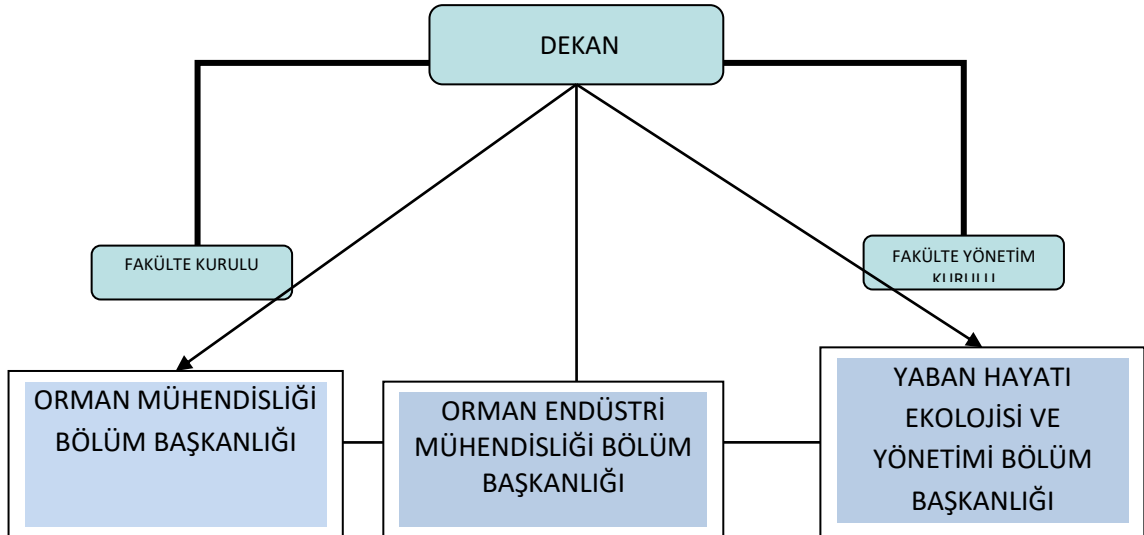 DEKAN
FAKÜLTE KURULU
FAKÜLTE YÖNETİM
KURULU
ORMAN MÜHENDİSLİĞİ
BÖLÜM BAŞKANLIĞI
ORMAN ENDÜSTRİ
MÜHENDİSLİĞİ BÖLÜM
BAŞKANLIĞI
YABAN HAYATI
EKOLOJİSİ VE
YÖNETİMİ BÖLÜM
BAŞKANLIĞI